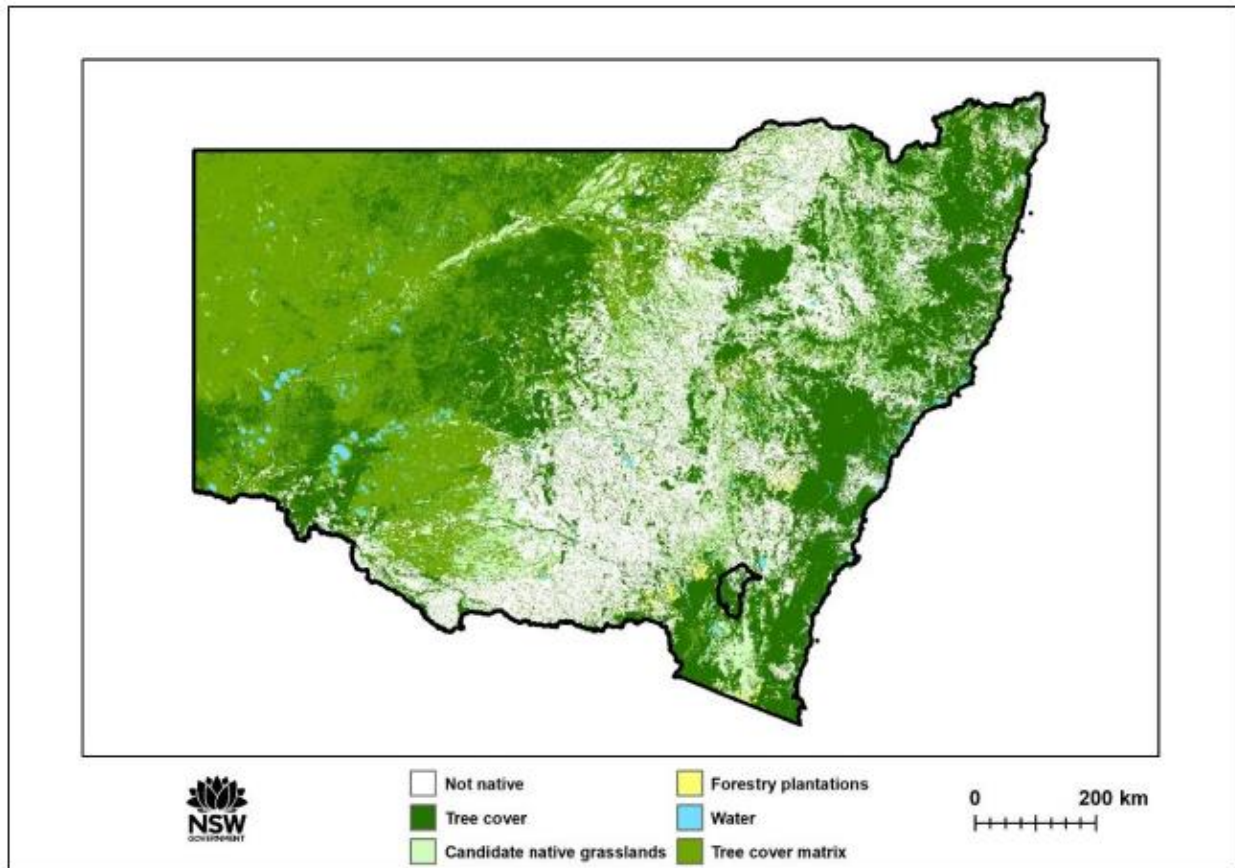 NSW
GOVERNMENT
Not native
Tree cover
Candidate native grasslands
Forestry plantations
Water
Tree cover matrix
0 200 km